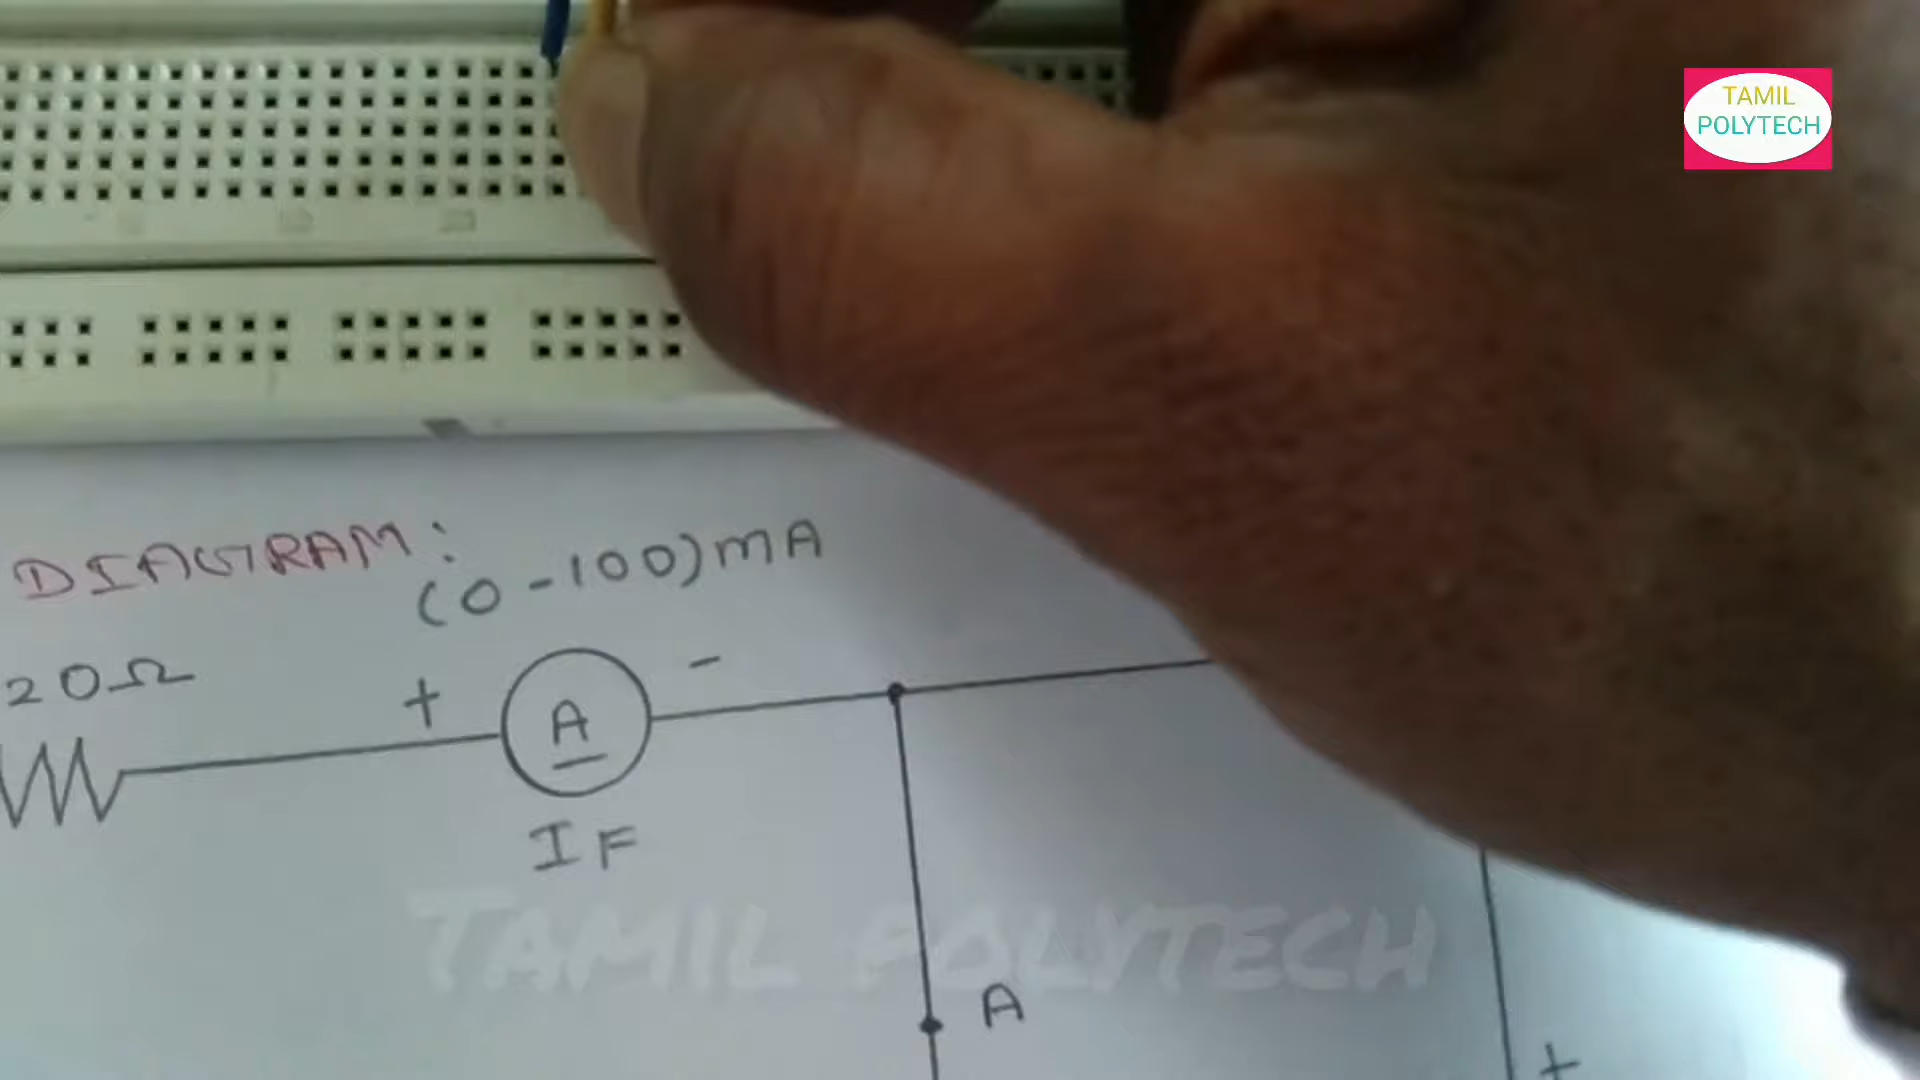 TAMIL
POLYTECH
DIAGRAM:
(0-100)mA
20Ω
+
-
A
IF
TAMIL POLYTECH
A
+